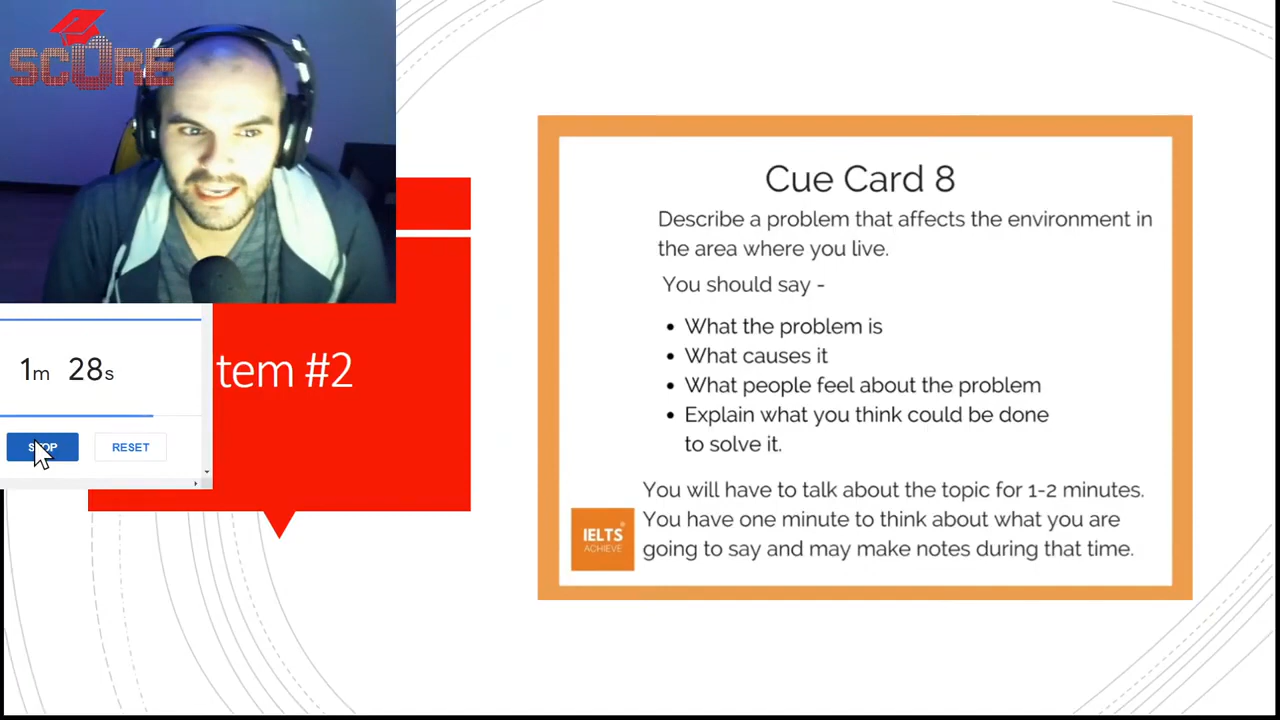 SCORE
1m 28s
STOP
RESET
tem #2
Cue Card 8
Describe a problem that affects the environment in
the area where you live.
You should say -
• What the problem is
• What causes it
• What people feel about the problem
• Explain what you think could be done
to solve it.
You will have to talk about the topic for 1-2 minutes.
You have one minute to think about what you are
going to say and may make notes during that time.
IELTS
ACHIEVE